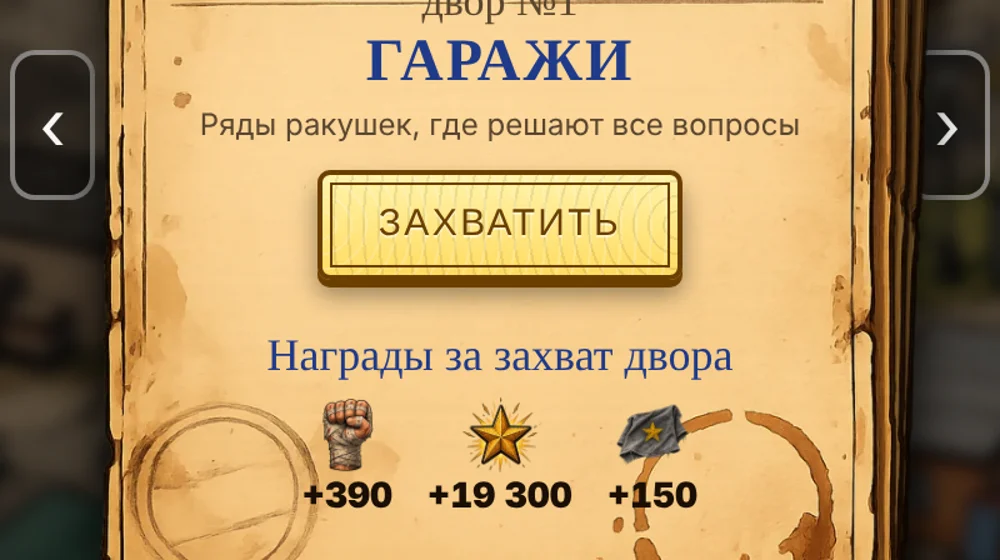 двор №1
ГАРАЖИ
Ряды ракушек, где решают все вопросы
ЗАХВАТИТЬ
Награды за захват двора
+390 +19 300 +150